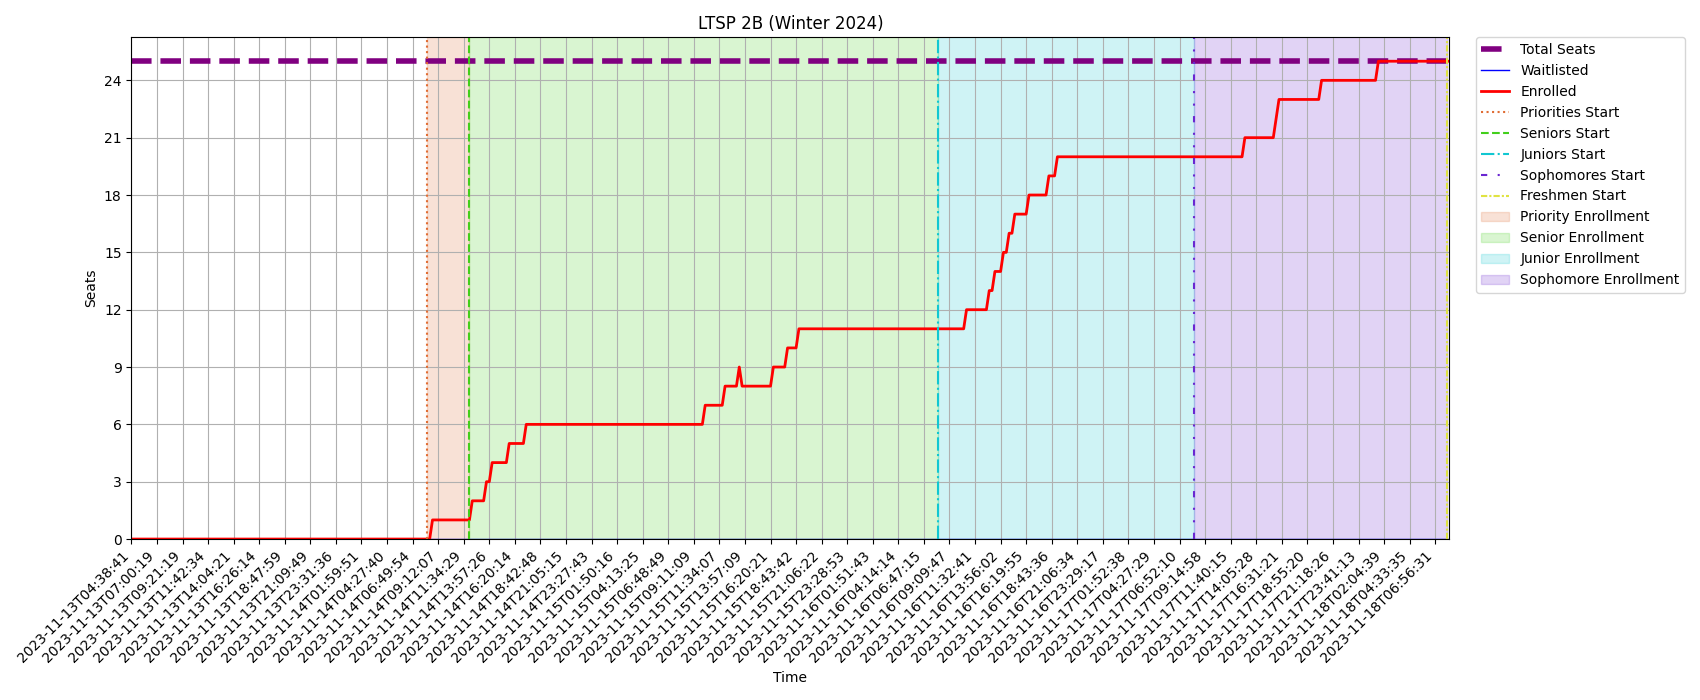 LTSP 2B (Winter 2024)
Seats
24
21
18
15
12
9
6
3
0
2023-11-13T04:38:41
2023-11-13T07:00:19
2023-11-13T09:21:19
2023-11-13T11:42:34
2023-11-13T14:04:21
2023-11-13T16:26:14
2023-11-13T18:47:59
2023-11-13T21:09:49
2023-11-13T23:31:36
2023-11-14T01:59:51
2023-11-14T04:27:40
2023-11-14T06:49:54
2023-11-14T09:12:07
2023-11-14T11:34:29
2023-11-14T13:57:26
2023-11-14T16:20:14
2023-11-14T18:42:48
2023-11-14T21:05:15
2023-11-14T23:27:43
2023-11-15T01:50:16
2023-11-15T04:13:25
2023-11-15T06:48:49
2023-11-15T09:11:09
2023-11-15T11:34:07
2023-11-15T13:57:09
2023-11-15T16:20:21
2023-11-15T18:43:42
2023-11-15T21:06:22
2023-11-15T23:28:53
2023-11-16T01:51:43
2023-11-16T04:14:14
2023-11-16T06:47:15
2023-11-16T09:09:47
2023-11-16T11:32:41
2023-11-16T13:56:02
2023-11-16T16:19:55
2023-11-16T18:43:36
2023-11-16T21:06:34
2023-11-16T23:29:17
2023-11-17T01:52:38
2023-11-17T04:27:29
2023-11-17T06:52:10
2023-11-17T09:14:58
2023-11-17T11:40:15
2023-11-17T14:05:28
2023-11-17T16:31:21
2023-11-17T18:55:20
2023-11-17T21:18:26
2023-11-17T23:41:13
2023-11-18T02:04:39
2023-11-18T04:33:35
2023-11-18T06:56:31
Time
Total Seats
Waitlisted
Enrolled
Priorities Start
Seniors Start
Juniors Start
Sophomores Start
Freshmen Start
Priority Enrollment
Senior Enrollment
Junior Enrollment
Sophomore Enrollment